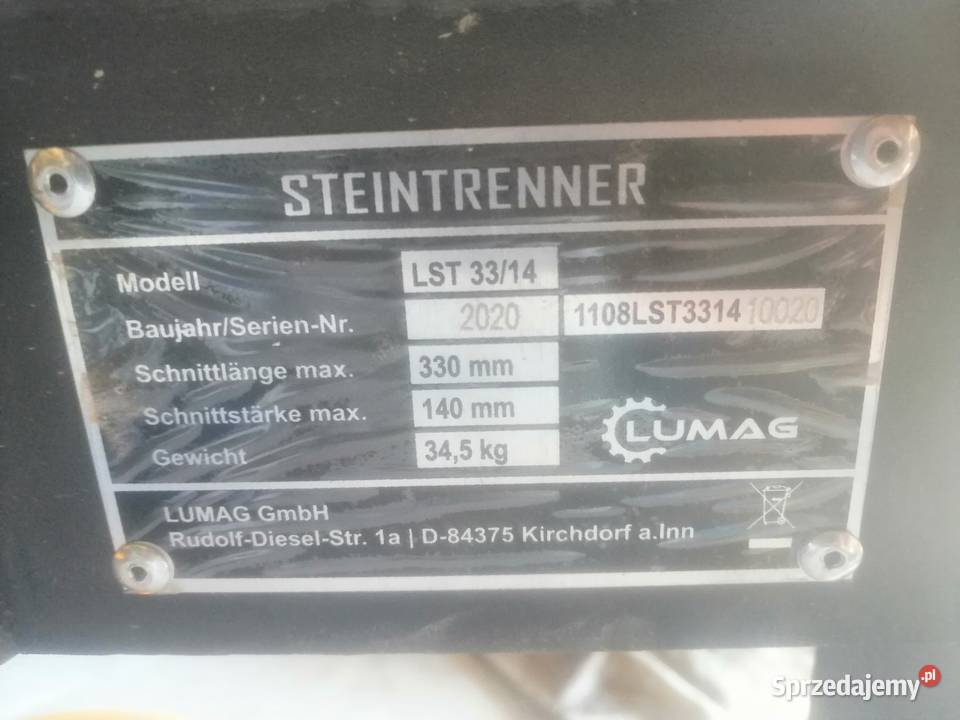 STEINTRENNER
Modell LST 33/14
Baujahr/Serien-Nr. 2020 1108LST331410020
Schnittlänge max. 330 mm
Schnittstärke max. 140 mm
Gewicht 34,5 kg
LUMAG
LUMAG GmbH
Rudolf-Diesel-Str. 1a | D-84375 Kirchdorf a.Inn
Sprzedajemy.pl